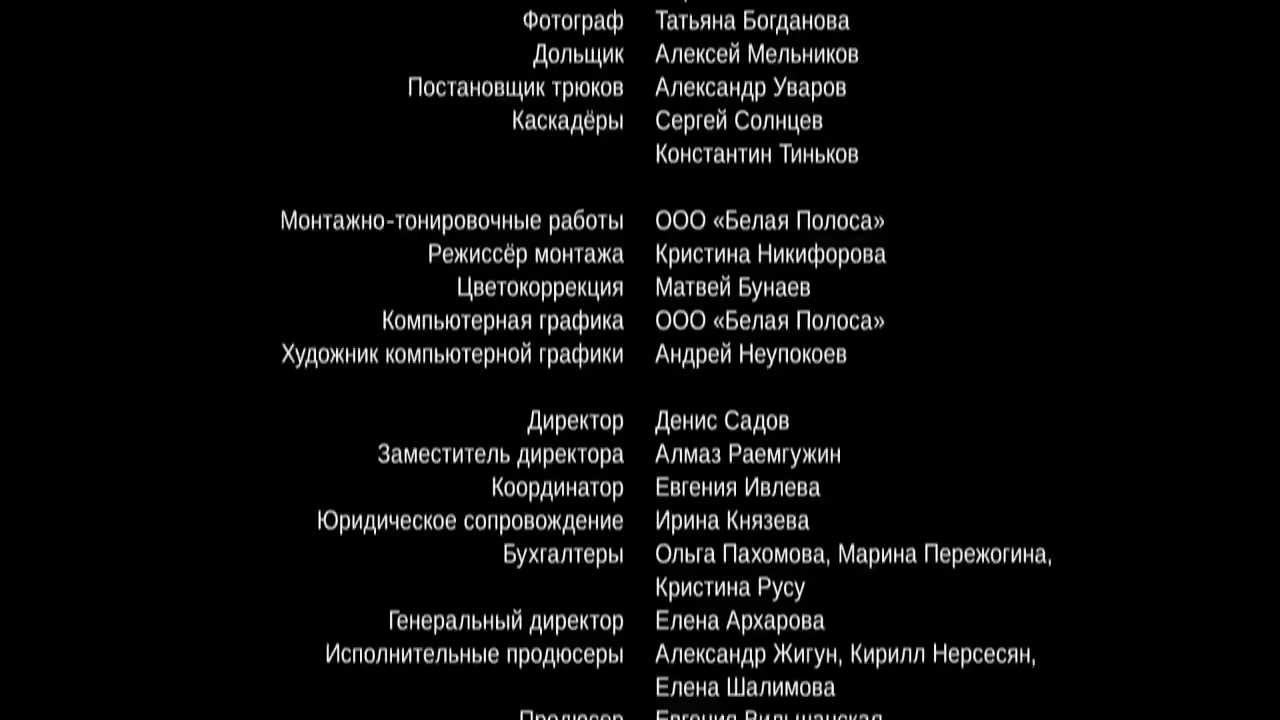 Фотограф Татьяна Богданова
Дольщик Алексей Мельников
Постановщик трюков Александр Уваров
Каскадёры Сергей Солнцев
Константин Тиньков
Монтажно-тонировочные работы ООО «Белая Полоса»
Режиссёр монтажа Кристина Никифорова
Цветокоррекция Матвей Бунаев
Компьютерная графика ООО «Белая Полоса»
Художник компьютерной графики Андрей Неупокоев
Директор Денис Садов
Заместитель директора Алмаз Раемгужин
Координатор Евгения Ивлева
Юридическое сопровождение Ирина Князева
Бухгалтеры Ольга Пахомова, Марина Пережогина,
Кристина Русу
Генеральный директор Елена Архарова
Исполнительные продюсеры Александр Жигун, Кирилл Нерсесян,
Елена Шалимова
Продюсер Евгения Вильшанская